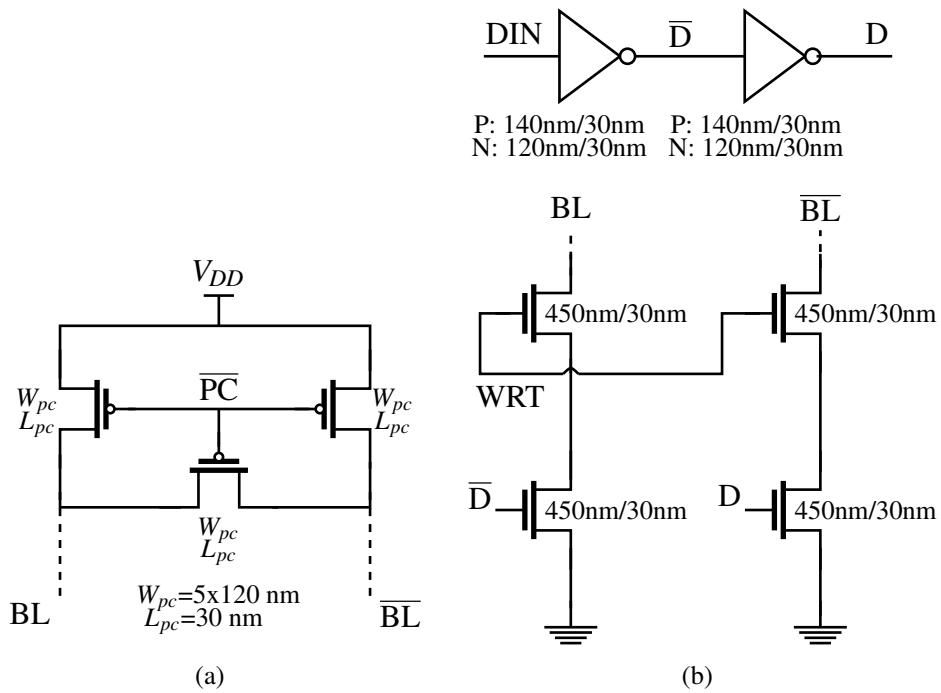 DIN D̅ D
P: 140nm/30nm P: 140nm/30nm
N: 120nm/30nm N: 120nm/30nm
BL B̅L̅
450nm/30nm 450nm/30nm
WRT
D̅ 450nm/30nm D 450nm/30nm
V_DD
P̅C̅
W_pc W_pc
L_pc L_pc
W_pc
L_pc
W_pc=5x120 nm
L_pc=30 nm
BL B̅L̅
(a) (b)